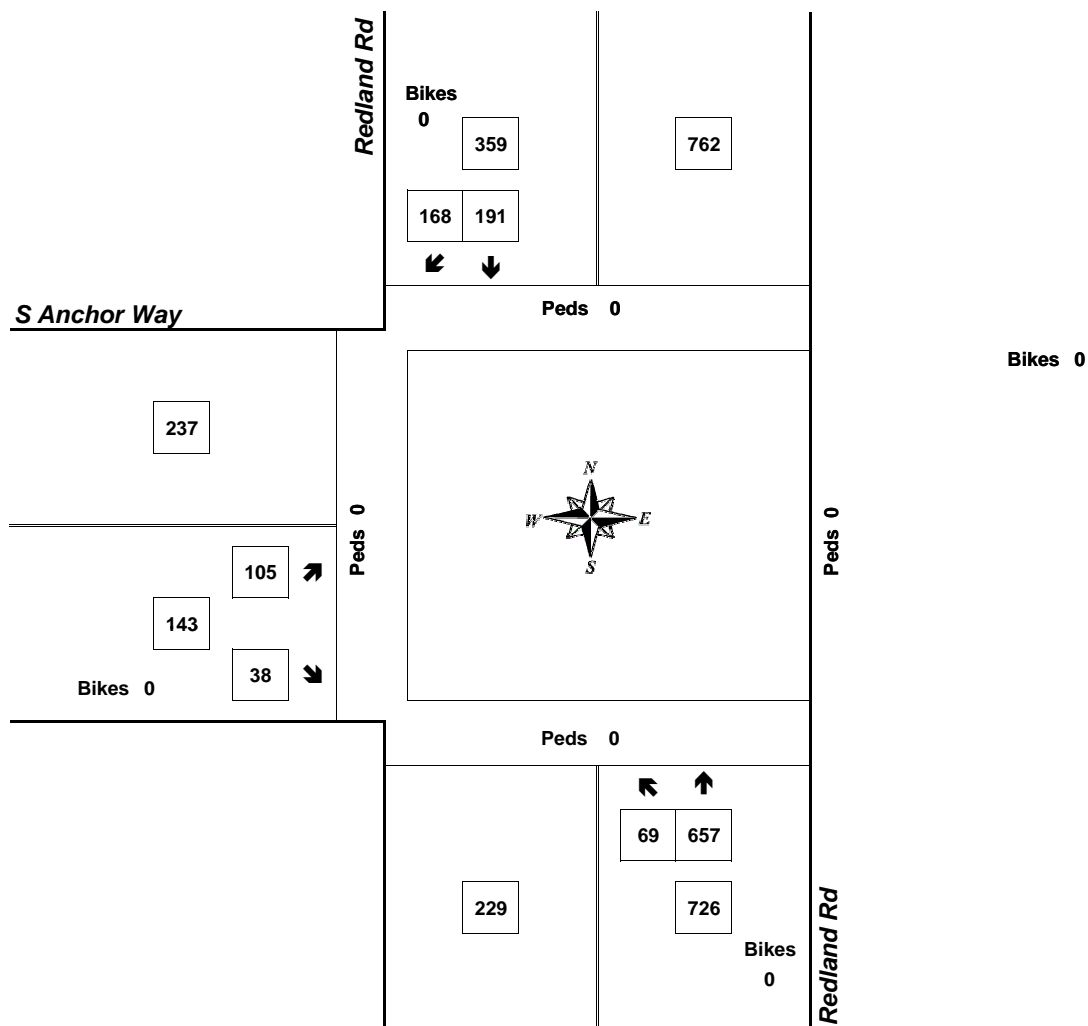 Redland Rd
Bikes
0
359
762
168 191
S Anchor Way
Peds 0
Bikes 0
237
N
W E
S
Peds 0
Peds 0
105
143
38
Bikes 0
Peds 0
69 657
229
726
Bikes
0
Redland Rd